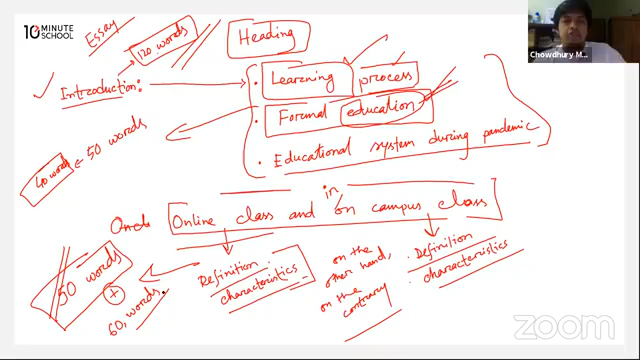 10 MINUTE SCHOOL
Essay
120 words
Heading
Chowdhury M...
Introduction:
• Learning process
• Formal education
• Educational system during pandemic
50 words
40 words
in
Online class and on campus class
50 words
+
60, words.
Definition
characteristics
on the
other hand,
on the
contrary
• Definition
• characteristics
zoom